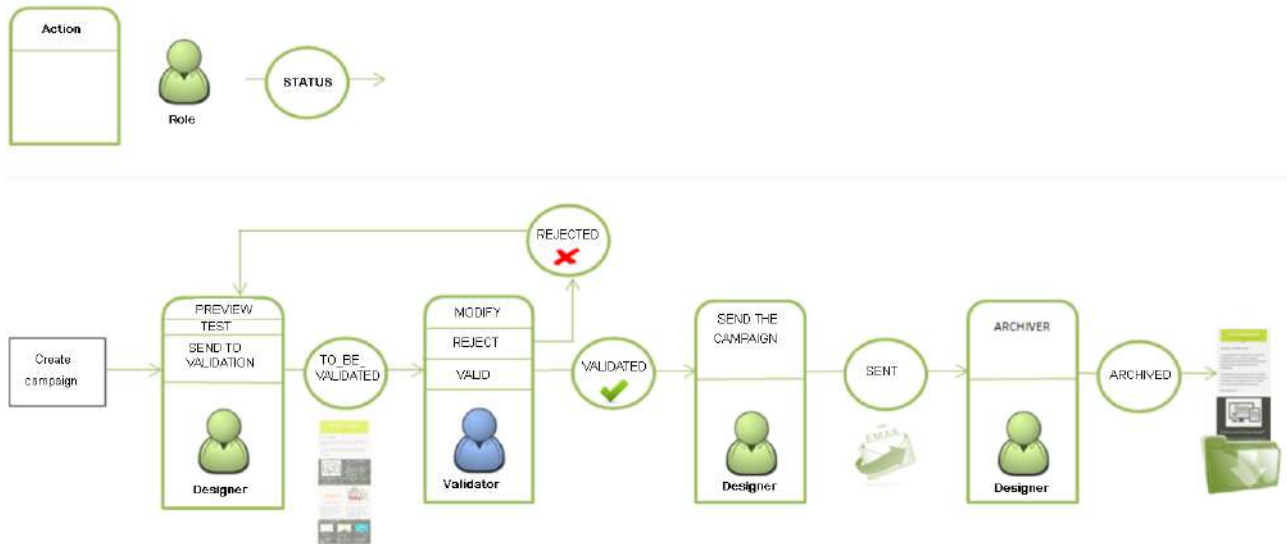 Action
Role
STATUS
REJECTED
Create
campaign
PREVIEW
TEST
SEND TO
VALIDATION
Designer
TO_BE_
VALIDATED
MODIFY
REJECT
VALID
Validator
VALIDATED
SEND THE
CAMPAIGN
Designer
SENT
EMAIL
ARCHIVER
Designer
ARCHIVED